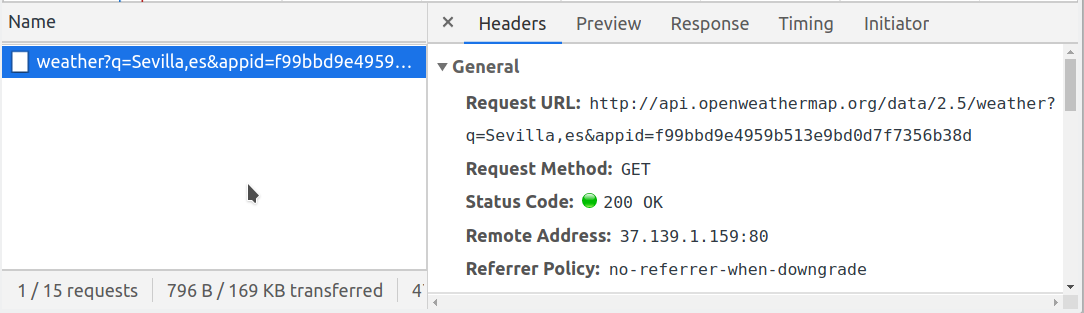 Name
weather?q=Sevilla,es&appid=f99bbd9e4959…
1 / 15 requests
796 B / 169 KB transferred
Headers
Preview
Response
Timing
Initiator
General
Request URL: http://api.openweathermap.org/data/2.5/weather?
q=Sevilla,es&appid=f99bbd9e4959b513e9bd0d7f7356b38d
Request Method: GET
Status Code: 200 OK
Remote Address: 37.139.1.159:80
Referrer Policy: no-referrer-when-downgrade